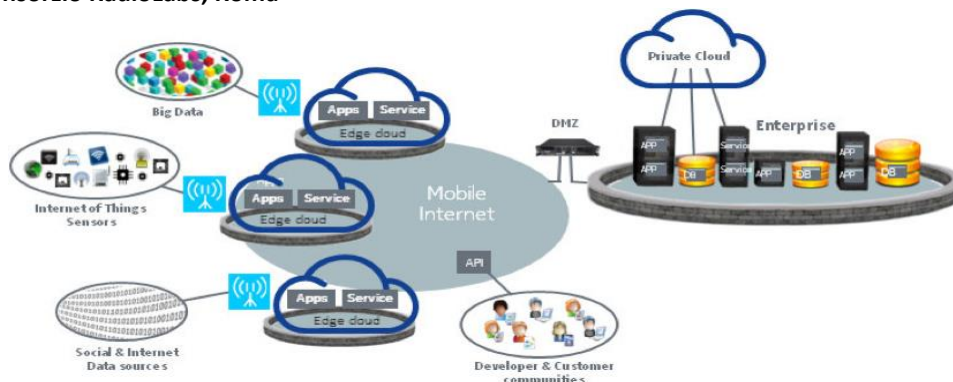 Private Cloud
Big Data
Apps
Service
Edge cloud
DMZ
Enterprise
APP
Service
APP
APP
DB
Service
APP
DB
APP
DB
Internet of Things
Sensors
Apps
Service
Edge cloud
Mobile
Internet
API
Apps
Service
Edge cloud
Social & Internet
Data sources
Developer & Customer
communities